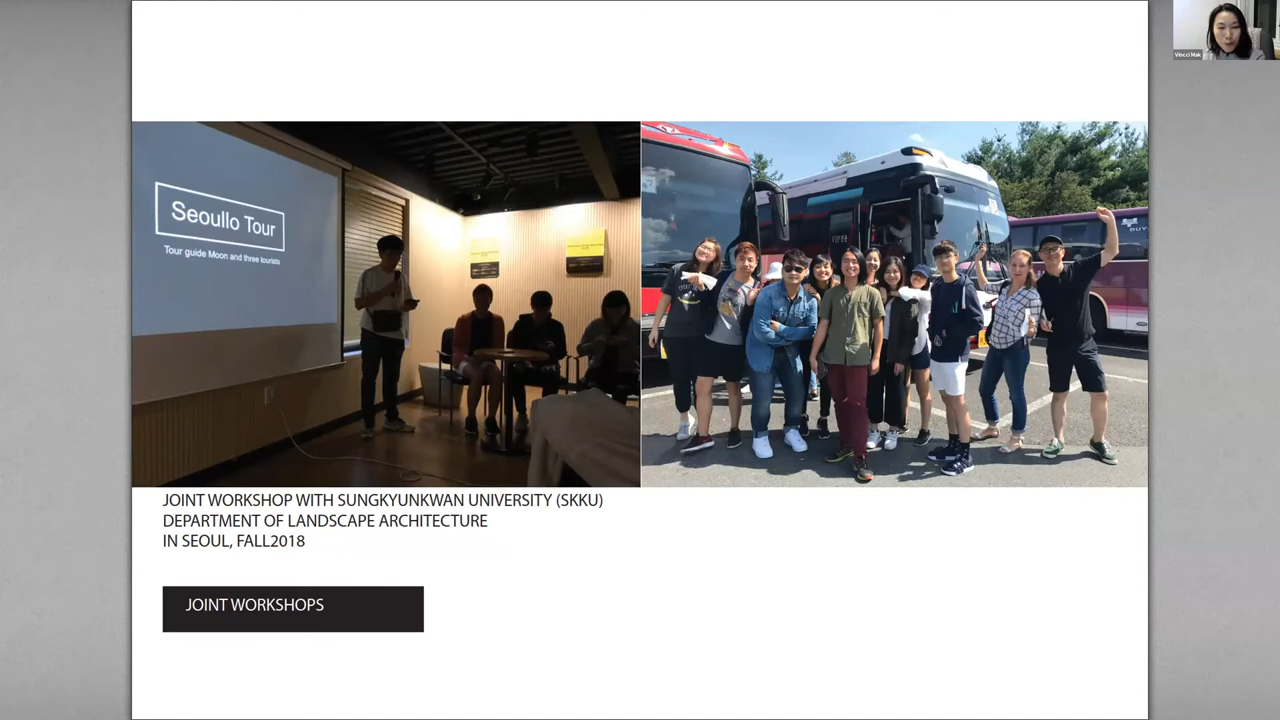 Seoullo Tour
Tour guide Moon and three tourists
JOINT WORKSHOP WITH SUNGKYUNKWAN UNIVERSITY (SKKU)
DEPARTMENT OF LANDSCAPE ARCHITECTURE
IN SEOUL, FALL2018
JOINT WORKSHOPS
Vincci Mak